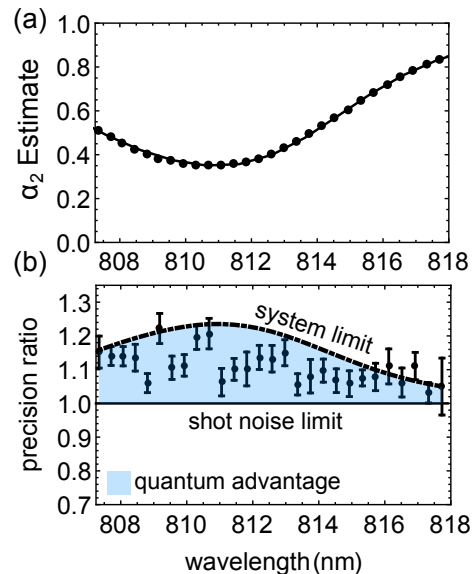 (a)
1.0
0.8
0.6
0.4
0.2
0.0
α2 Estimate
808 810 812 814 816 818
(b)
1.3
1.2
1.1
1.0
0.9
0.8
0.7
precision ratio
system limit
shot noise limit
quantum advantage
808 810 812 814 816 818
wavelength (nm)